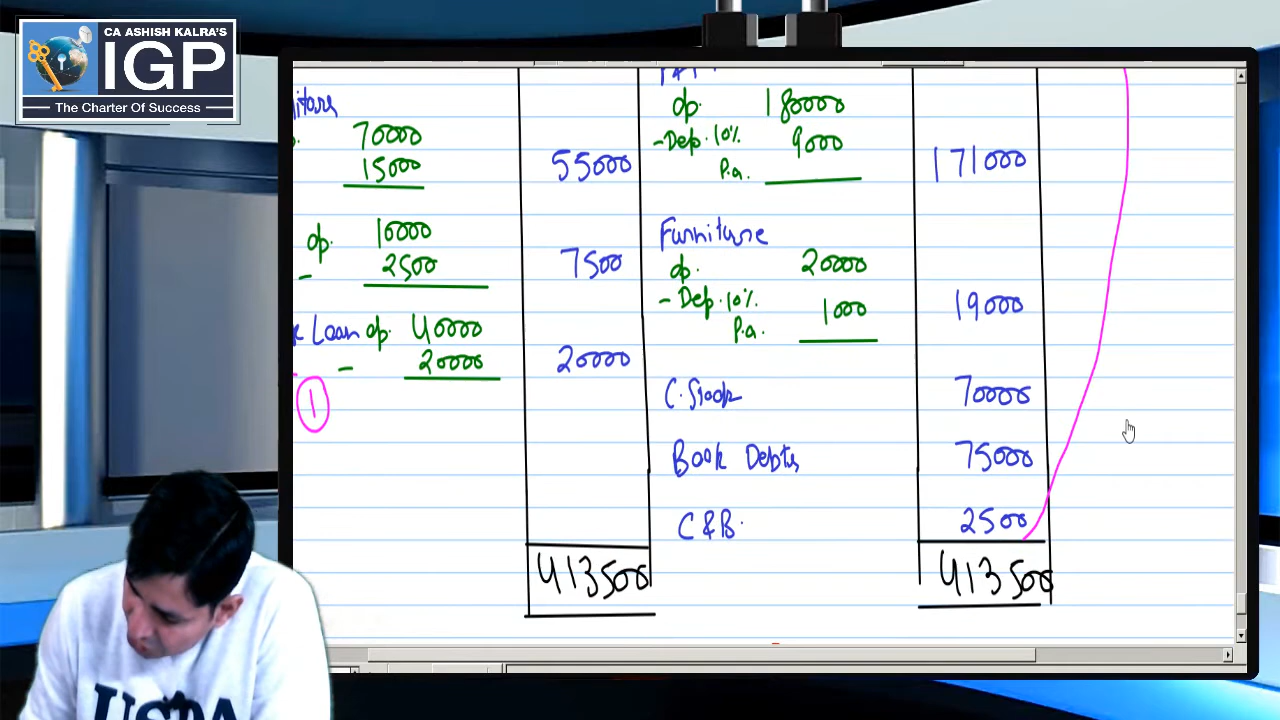 CA ASHISH KALRA'S
IGP
The Charter Of Success
70000
15000
55000
op. 10000
- 2500
7500
Loan op. 40000
- 20000
20000
1
413500
op. 180000
- Dep. 10% 9000
P.a.
171000
Furniture
op. 20000
- Dep. 10% 1000
P.a.
19000
C. Stock 70000
Book Debts 75000
C & B. 2500
413500